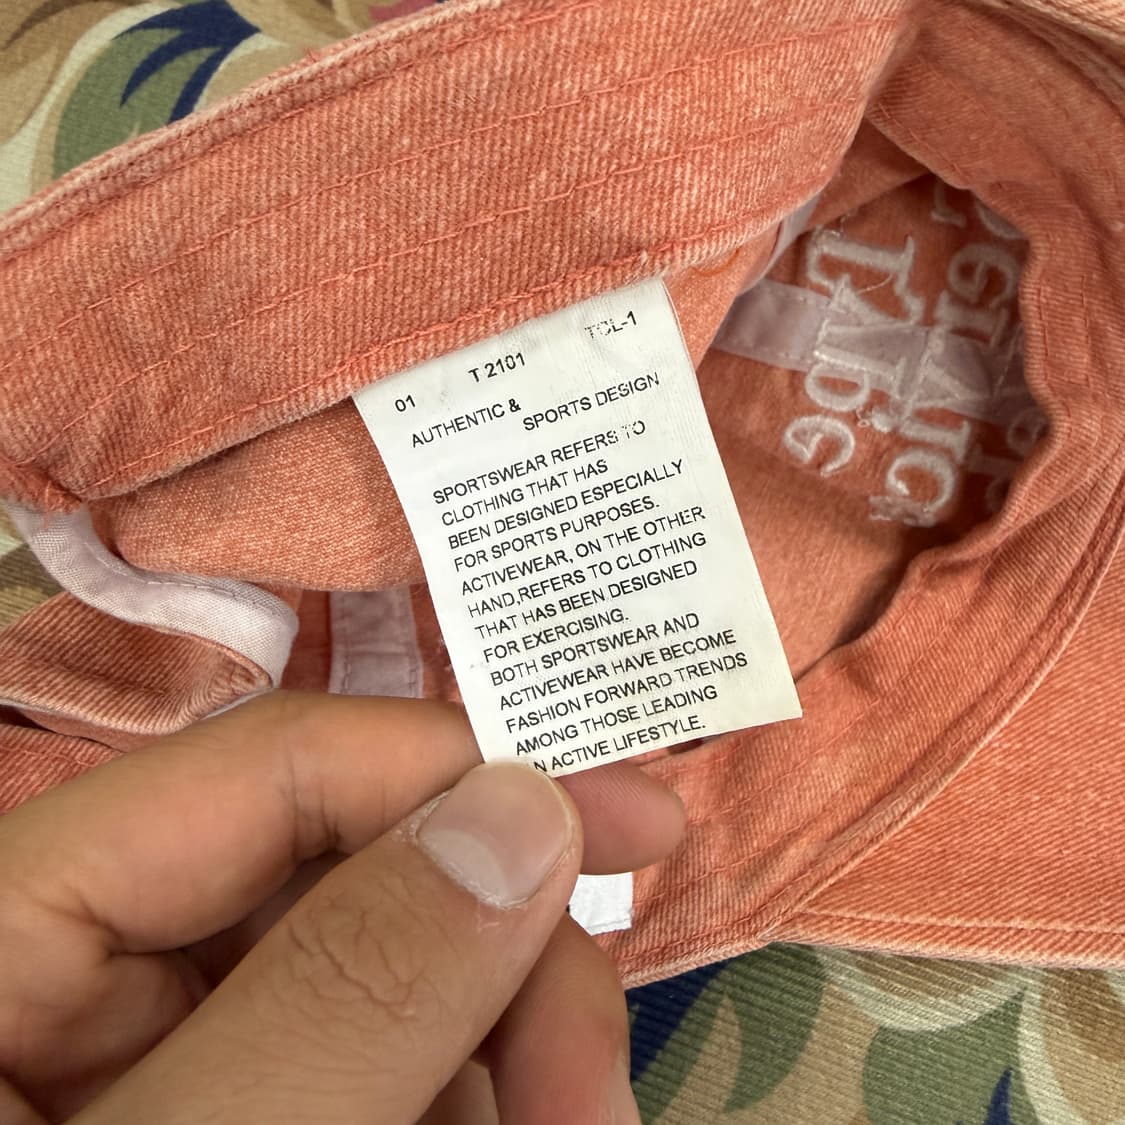 01 T 2101 TCL-1
AUTHENTIC & SPORTS DESIGN
SPORTSWEAR REFERS TO
CLOTHING THAT HAS
BEEN DESIGNED ESPECIALLY
FOR SPORTS PURPOSES.
ACTIVEWEAR, ON THE OTHER
HAND,REFERS TO CLOTHING
THAT HAS BEEN DESIGNED
FOR EXERCISING.
BOTH SPORTSWEAR AND
ACTIVEWEAR HAVE BECOME
FASHION FORWARD TRENDS
AMONG THOSE LEADING
N ACTIVE LIFESTYLE.